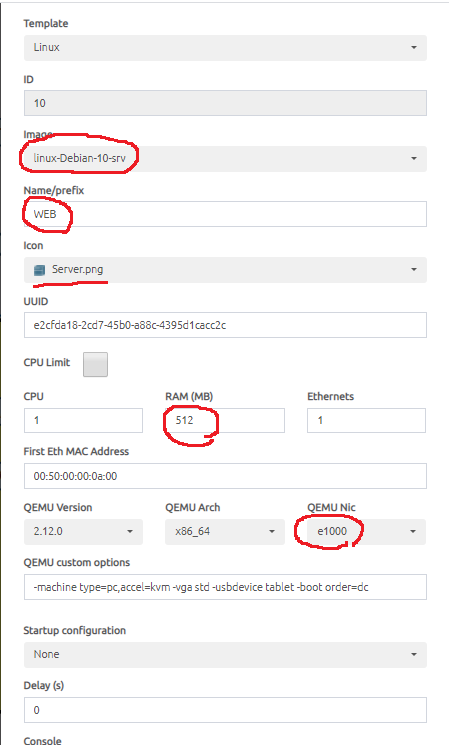 Template
Linux
ID
10
Image
linux-Debian-10-srv
Name/prefix
WEB
Icon
Server.png
UUID
e2cfda18-2cd7-45b0-a88c-4395d1cacc2c
CPU Limit
CPU RAM (MB) Ethernets
1 512 1
First Eth MAC Address
00:50:00:00:0a:00
QEMU Version QEMU Arch QEMU Nic
2.12.0 x86_64 e1000
QEMU custom options
-machine type=pc,accel=kvm -vga std -usbdevice tablet -boot order=dc
Startup configuration
None
Delay (s)
0
Console